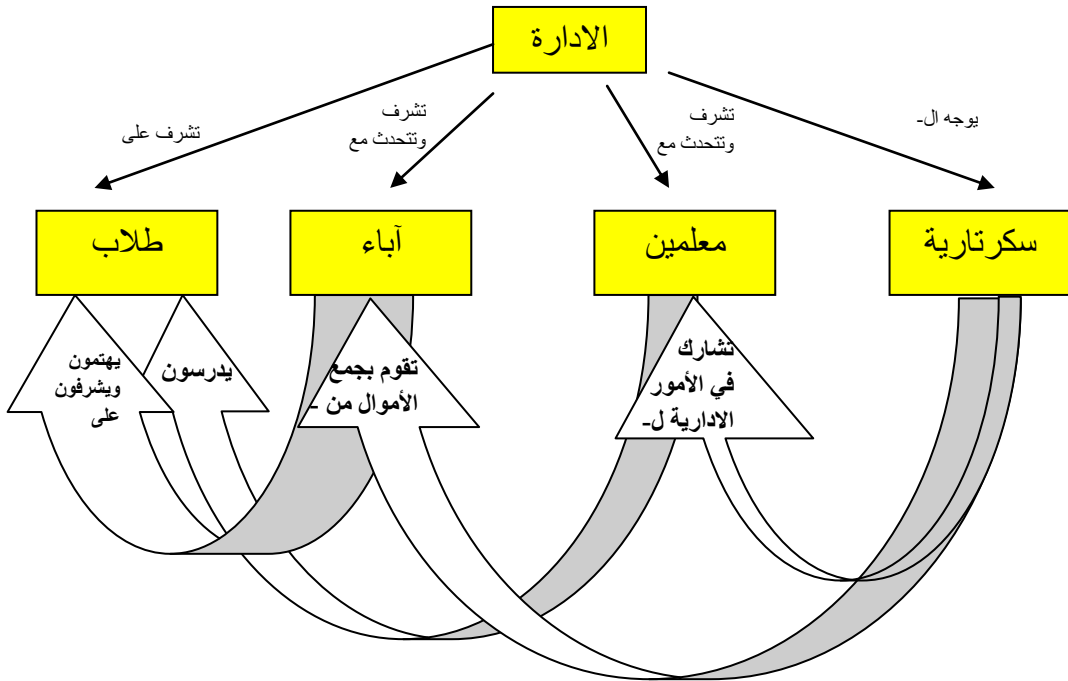 الادارة
يوجه ال-
تشرف
وتتحدث مع
تشرف
وتتحدث مع
تشرف على
سكرتارية
معلمين
آباء
طلاب
تشارك
في الأمور
الادارية ل-
تقوم بجمع
الأموال من -
يدرسون
يهتمون
ويشرفون
على